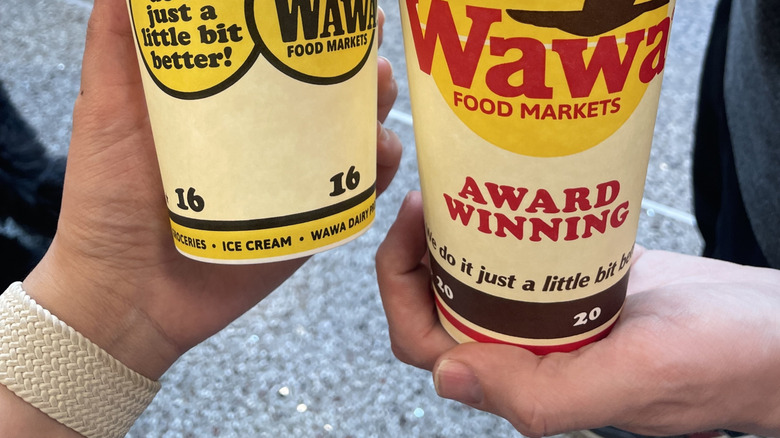 just a
little bit
better!
WAWA
FOOD MARKETS
16
16
ICE CREAM • WAWA DAIRY
Wawa
FOOD MARKETS
AWARD
WINNING
do it just a little bit
20
20